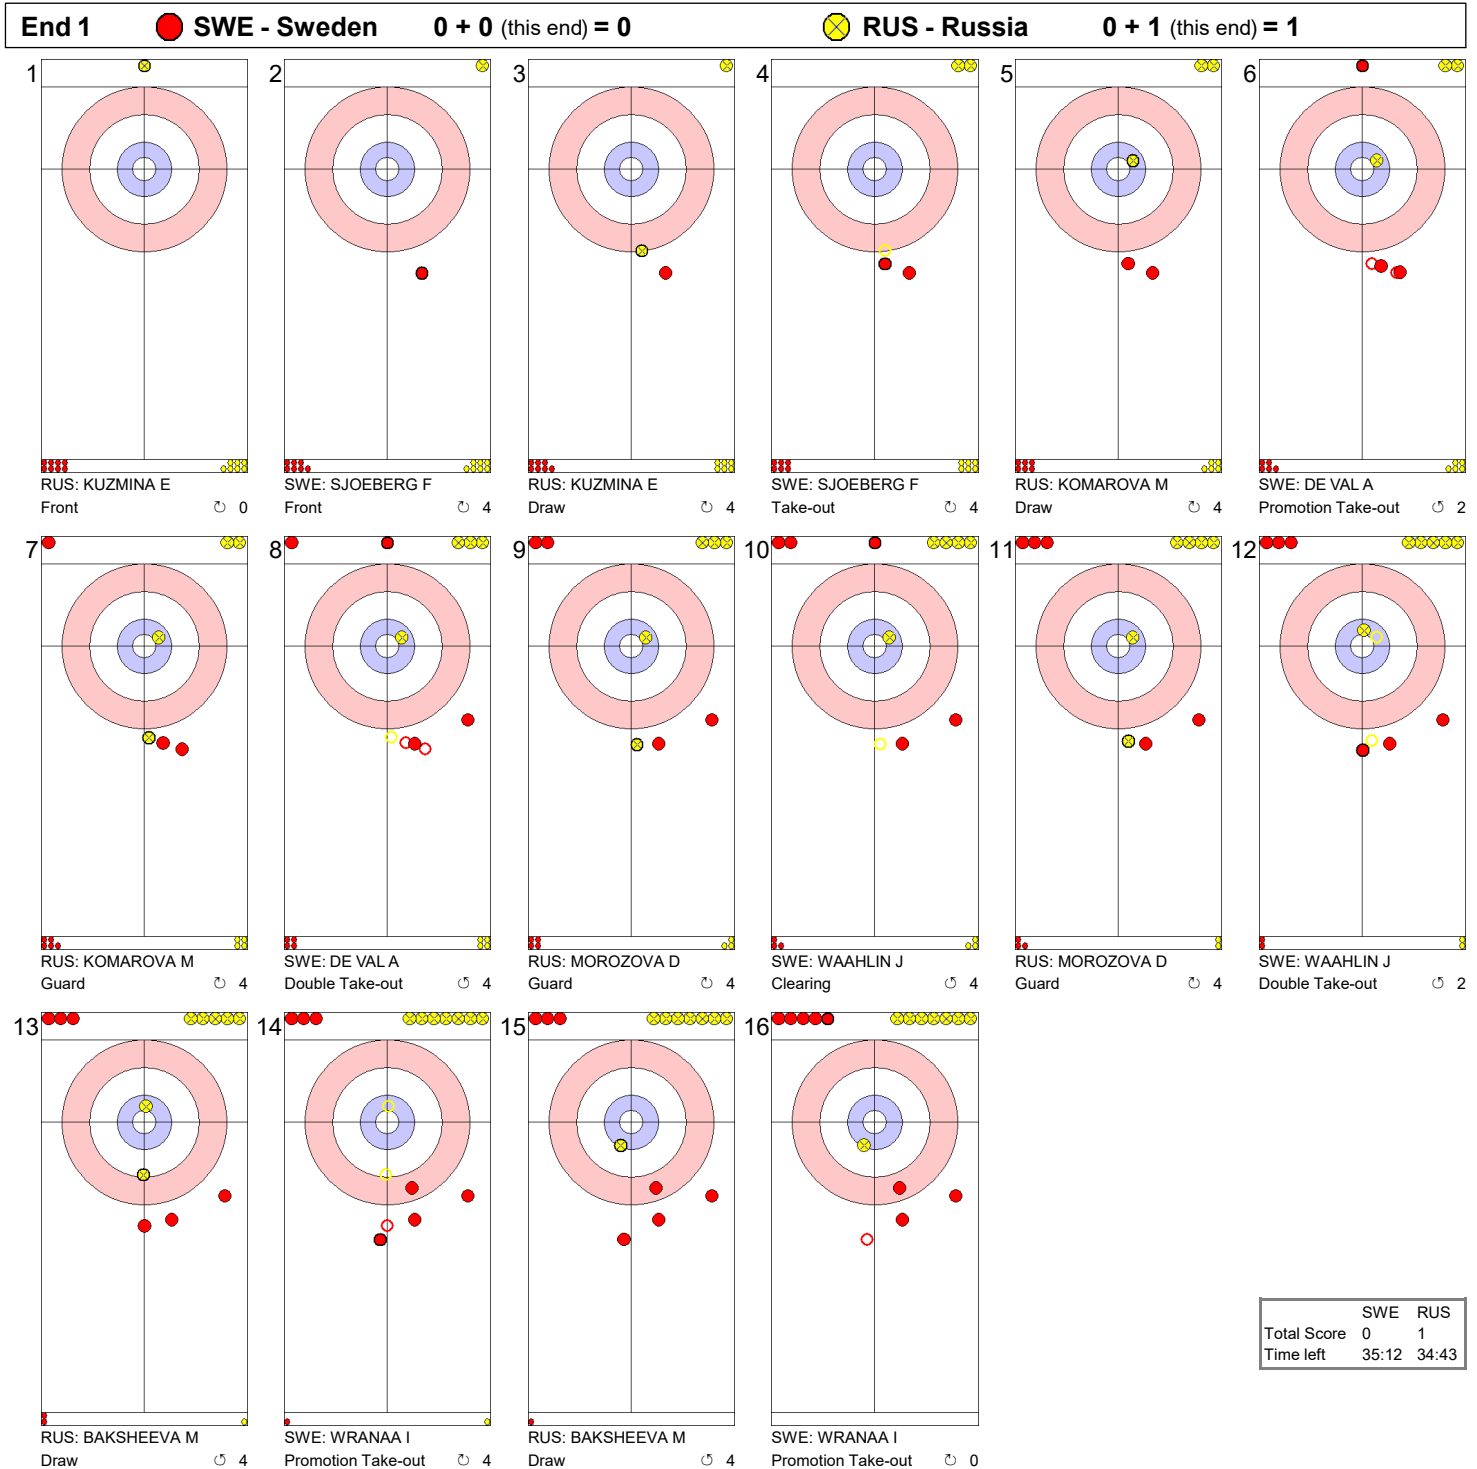 End 1 SWE - Sweden 0 + 0 (this end) = 0 RUS - Russia 0 + 1 (this end) = 1
1 2 3 4 5 6
RUS: KUZMINA E SWE: SJOEBERG F RUS: KUZMINA E SWE: SJOEBERG F RUS: KOMAROVA M SWE: DE VAL A
Front ↻ 0 Front ↻ 4 Draw ↻ 4 Take-out ↻ 4 Draw ↻ 4 Promotion Take-out ↺ 2
7 8 9 10 11 12
RUS: KOMAROVA M SWE: DE VAL A RUS: MOROZOVA D SWE: WAAHLIN J RUS: MOROZOVA D SWE: WAAHLIN J
Guard ↻ 4 Double Take-out ↺ 4 Guard ↻ 4 Clearing ↺ 4 Guard ↻ 4 Double Take-out ↺ 2
13 14 15 16
SWE RUS
Total Score 0 1
Time left 35:12 34:43
RUS: BAKSHEEVA M SWE: WRANAA I RUS: BAKSHEEVA M SWE: WRANAA I
Draw ↺ 4 Promotion Take-out ↻ 4 Draw ↺ 4 Promotion Take-out ↻ 0